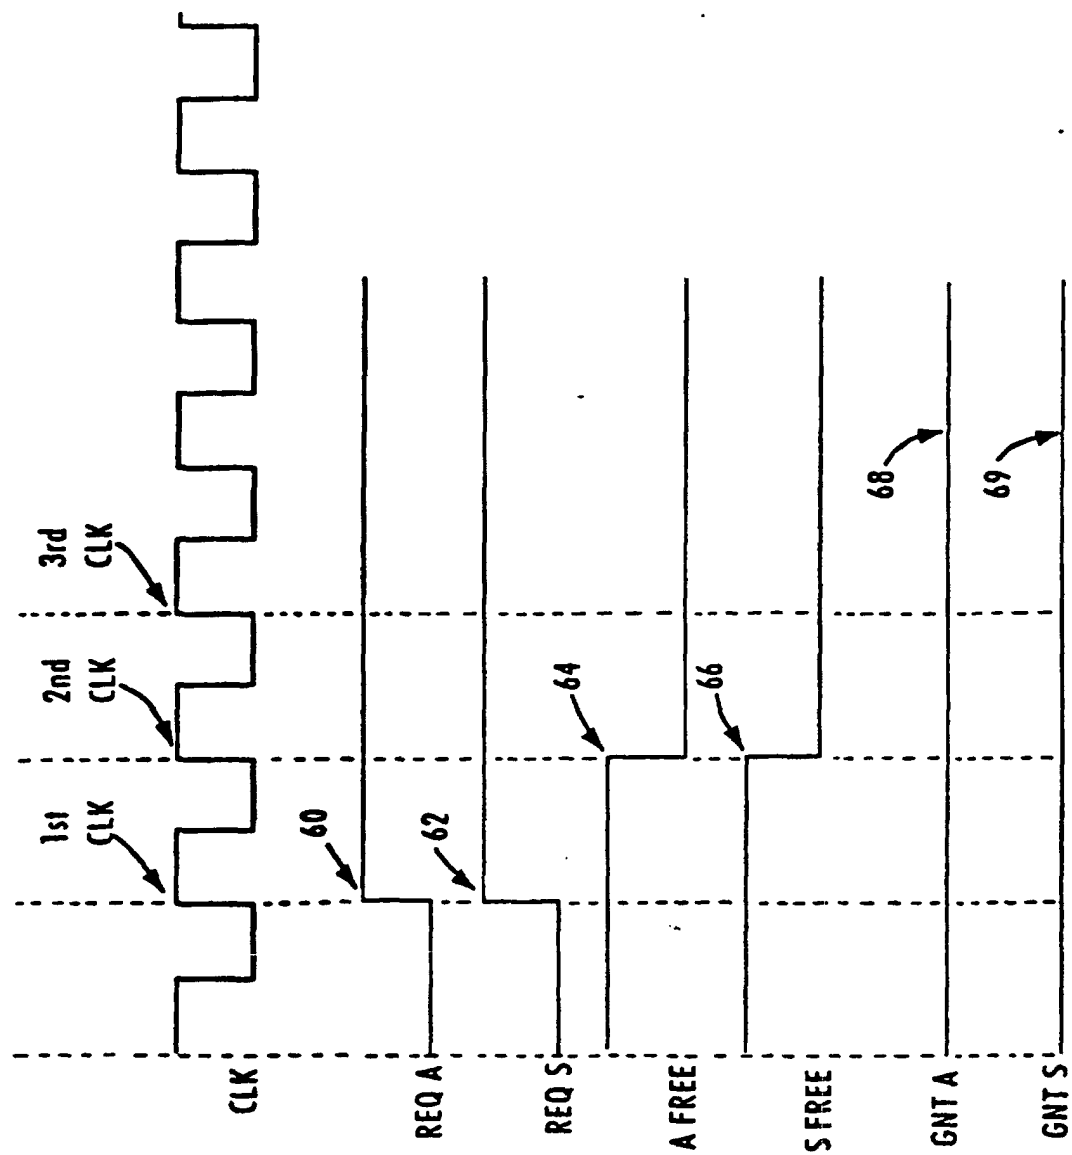 1st
CLK
2nd
CLK
3rd
CLK
CLK
60
REQ A
62
REQ S
64
A FREE
66
S FREE
68
GNT A
69
GNT S